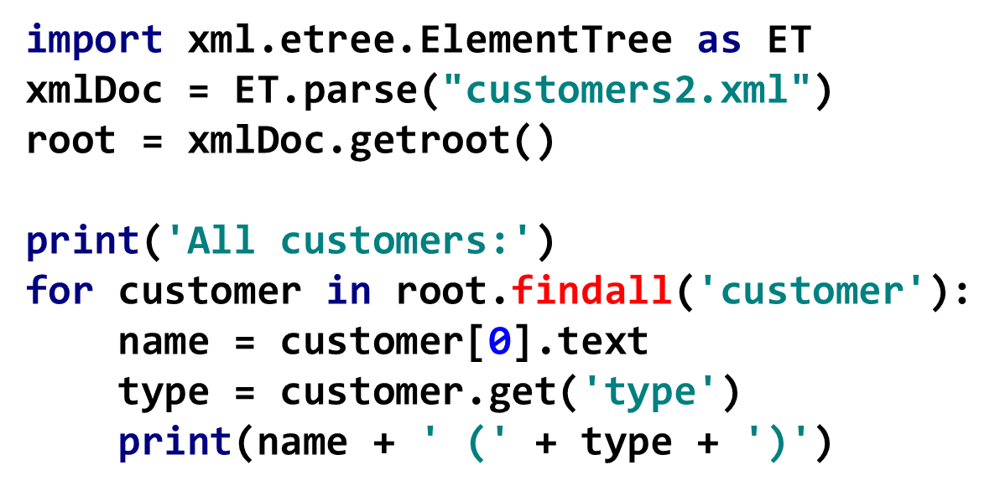 import xml.etree.ElementTree as ET
xmlDoc = ET.parse("customers2.xml")
root = xmlDoc.getroot()

print('All customers:')
for customer in root.findall('customer'):
    name = customer[0].text
    type = customer.get('type')
    print(name + ' (' + type + ')')